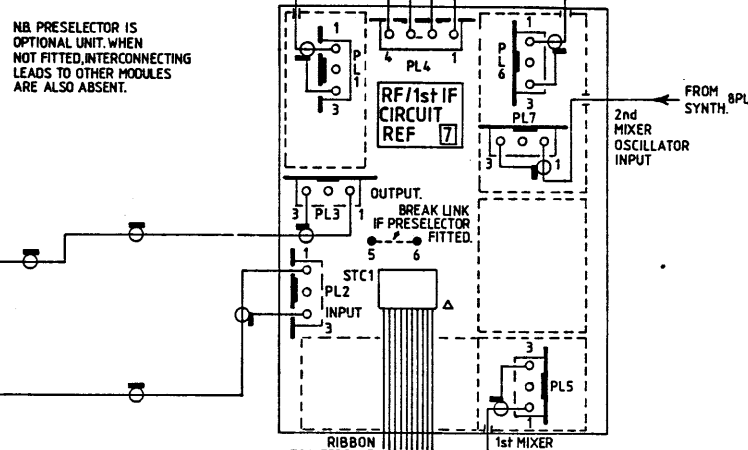 N.B. PRESELECTOR IS
OPTIONAL UNIT. WHEN
NOT FITTED, INTERCONNECTING
LEADS TO OTHER MODULES
ARE ALSO ABSENT.
1
PL1
3
4
PL4
1
1
PL6
3
RF/1st IF
CIRCUIT
REF 7
PL7
3
1
FROM 8PL
SYNTH.
2nd
MIXER
OSCILLATOR
INPUT
OUTPUT.
3
PL3
1
BREAK LINK
IF PRESELECTOR
FITTED.
5
6
1
PL2
INPUT
3
STC1
3
PL5
1
RIBBON
1st MIXER